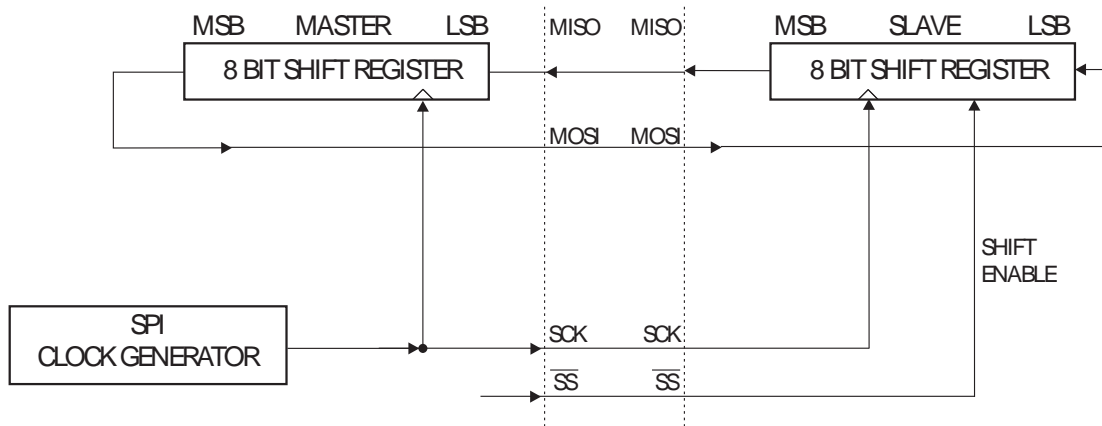 MSB MASTER LSB
MISO MISO
MSB SLAVE LSB
8 BIT SHIFT REGISTER
8 BIT SHIFT REGISTER
MOSI MOSI
SHIFT
ENABLE
SPI
CLOCK GENERATOR
SCK SCK
SS SS